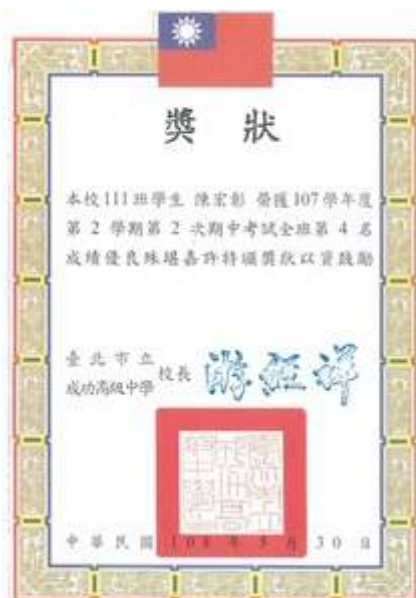 獎 狀
本校111班學生 陳宏彰 榮獲107學年度
第 2 學期第 2 次期中考試全班第 4 名
成績優良殊堪嘉許特頒獎狀以資鼓勵
臺北市立
成功高級中學 校長 游經祥
中 華 民 國 108 年 5 月 30 日